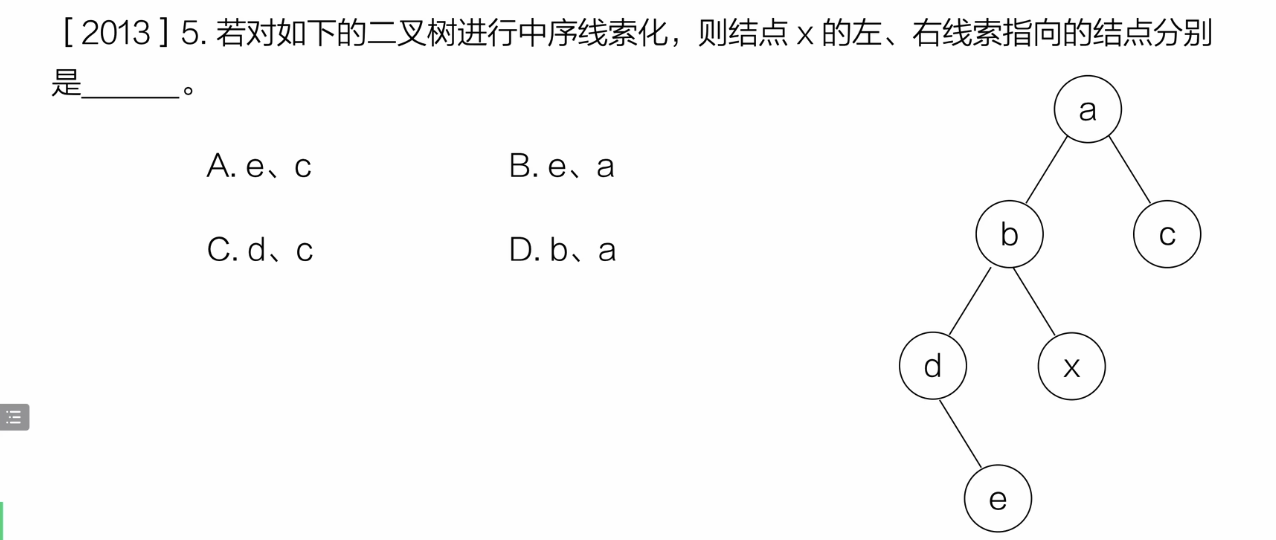 [ 2013 ] 5. 若对如下的二叉树进行中序线索化，则结点 x 的左、右线索指向的结点分别
是______。
A. e、c B. e、a
C. d、c D. b、a
a
b c
d x
e